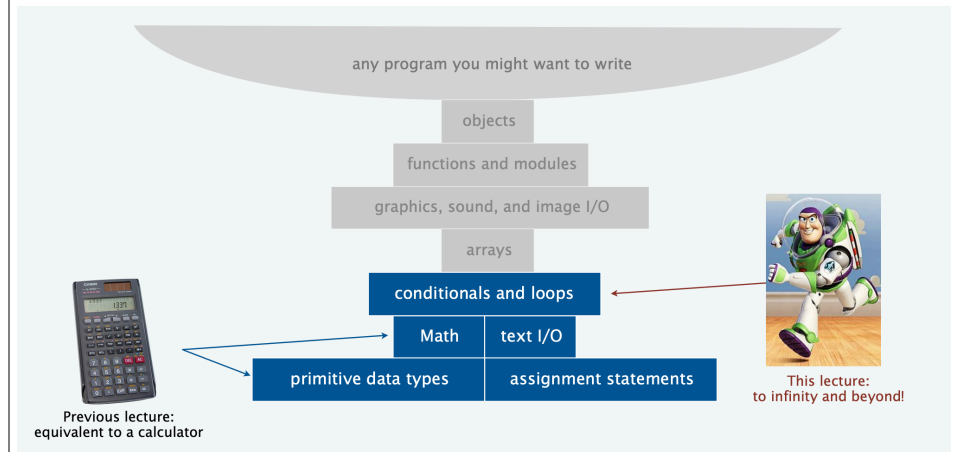 any program you might want to write
objects
functions and modules
graphics, sound, and image I/O
arrays
conditionals and loops
Math
text I/O
primitive data types
assignment statements
Previous lecture:
equivalent to a calculator
This lecture:
to infinity and beyond!